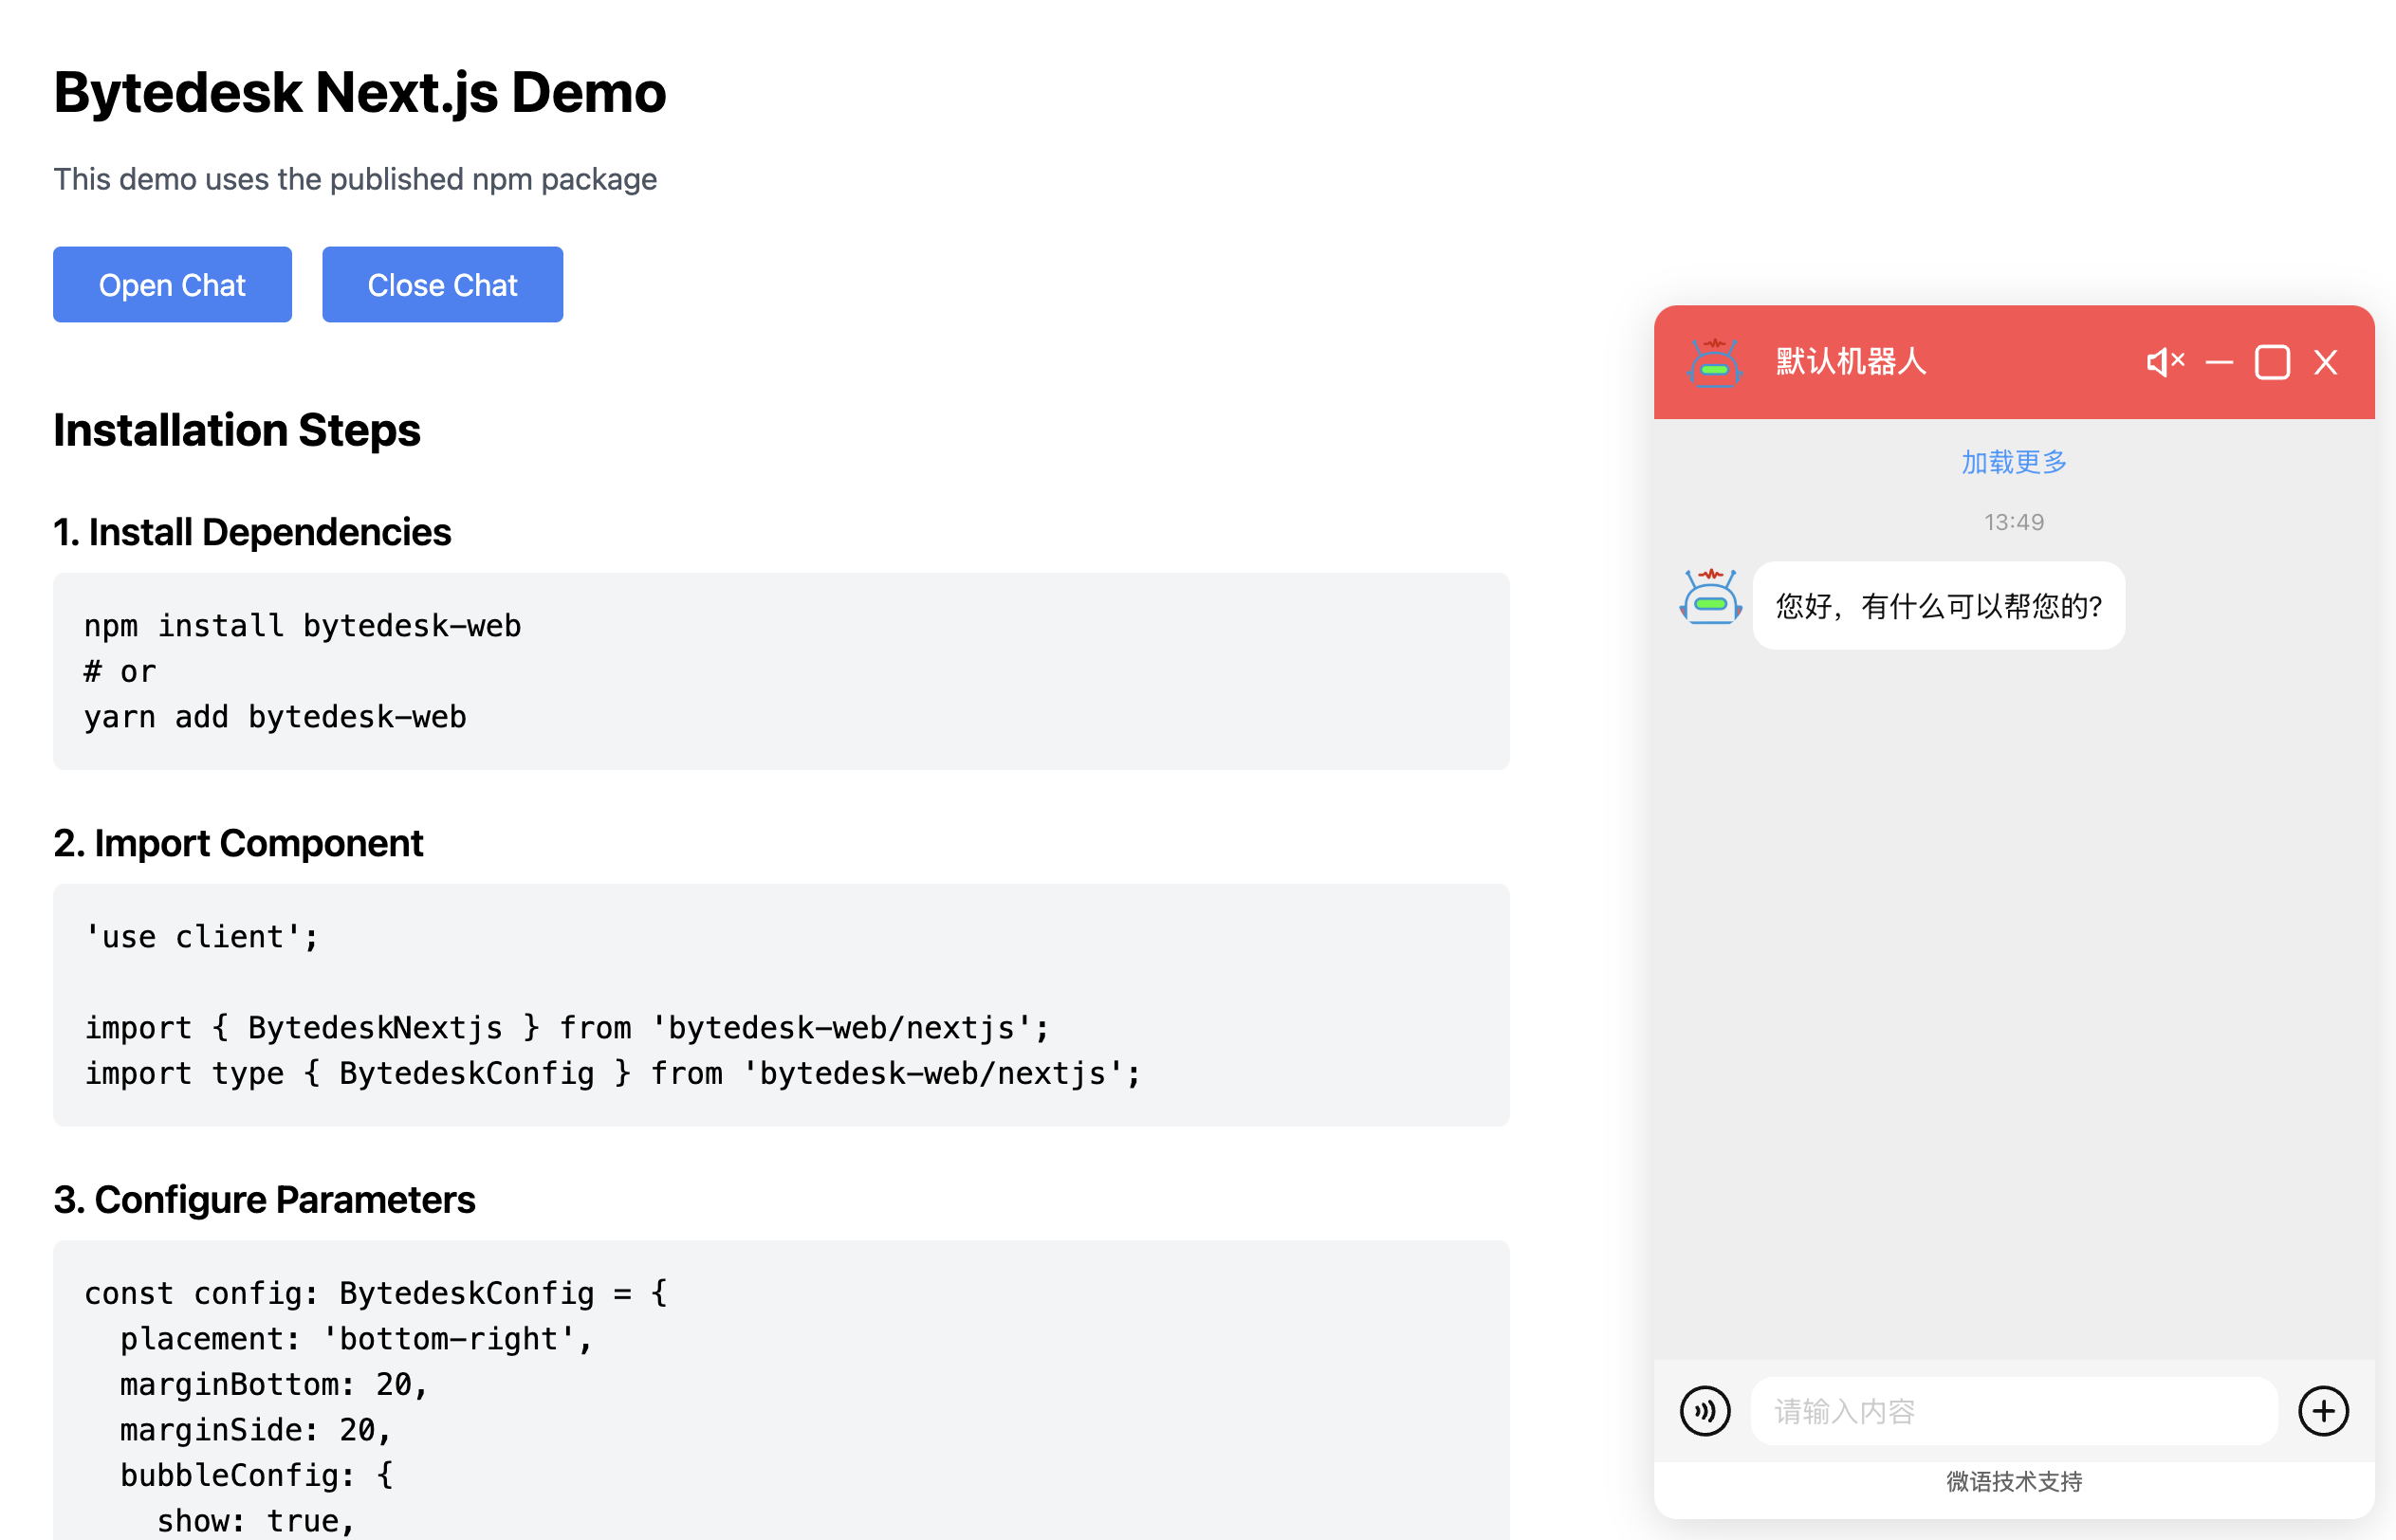 Bytedesk Next.js Demo
This demo uses the published npm package
Open Chat
Close Chat
Installation Steps
1. Install Dependencies
npm install bytedesk-web
# or
yarn add bytedesk-web
2. Import Component
'use client';
import { BytedeskNextjs } from 'bytedesk-web/nextjs';
import type { BytedeskConfig } from 'bytedesk-web/nextjs';
3. Configure Parameters
const config: BytedeskConfig = {
  placement: 'bottom-right',
  marginBottom: 20,
  marginSide: 20,
  bubbleConfig: {
    show: true,
默认机器人
加载更多
13:49
您好，有什么可以帮您的?
请输入内容
微语技术支持